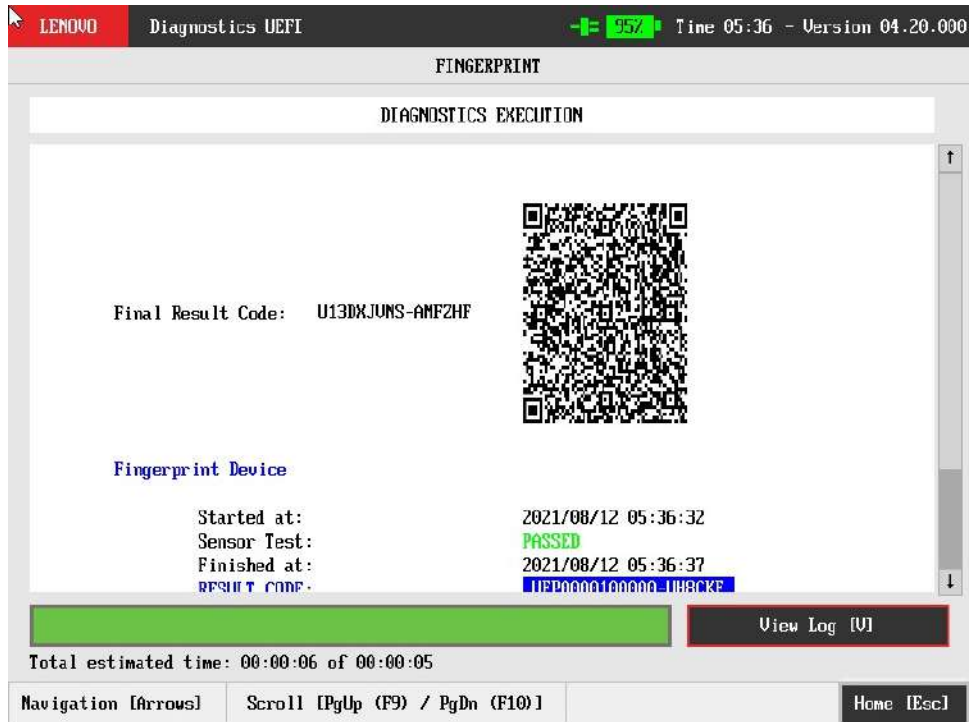 LENOVO Diagnostics UEFI 95% Time 05:36 - Version 04.20.000
FINGERPRINT
DIAGNOSTICS EXECUTION
Final Result Code: U13DXJVNS-AMFZHF
Fingerprint Device
Started at: 2021/08/12 05:36:32
Sensor Test: PASSED
Finished at: 2021/08/12 05:36:37
RESULT CODE:
View Log [V]
Total estimated time: 00:00:06 of 00:00:05
Navigation [Arrows] Scroll [PgUp (F9) / PgDn (F10)] Home [Esc]